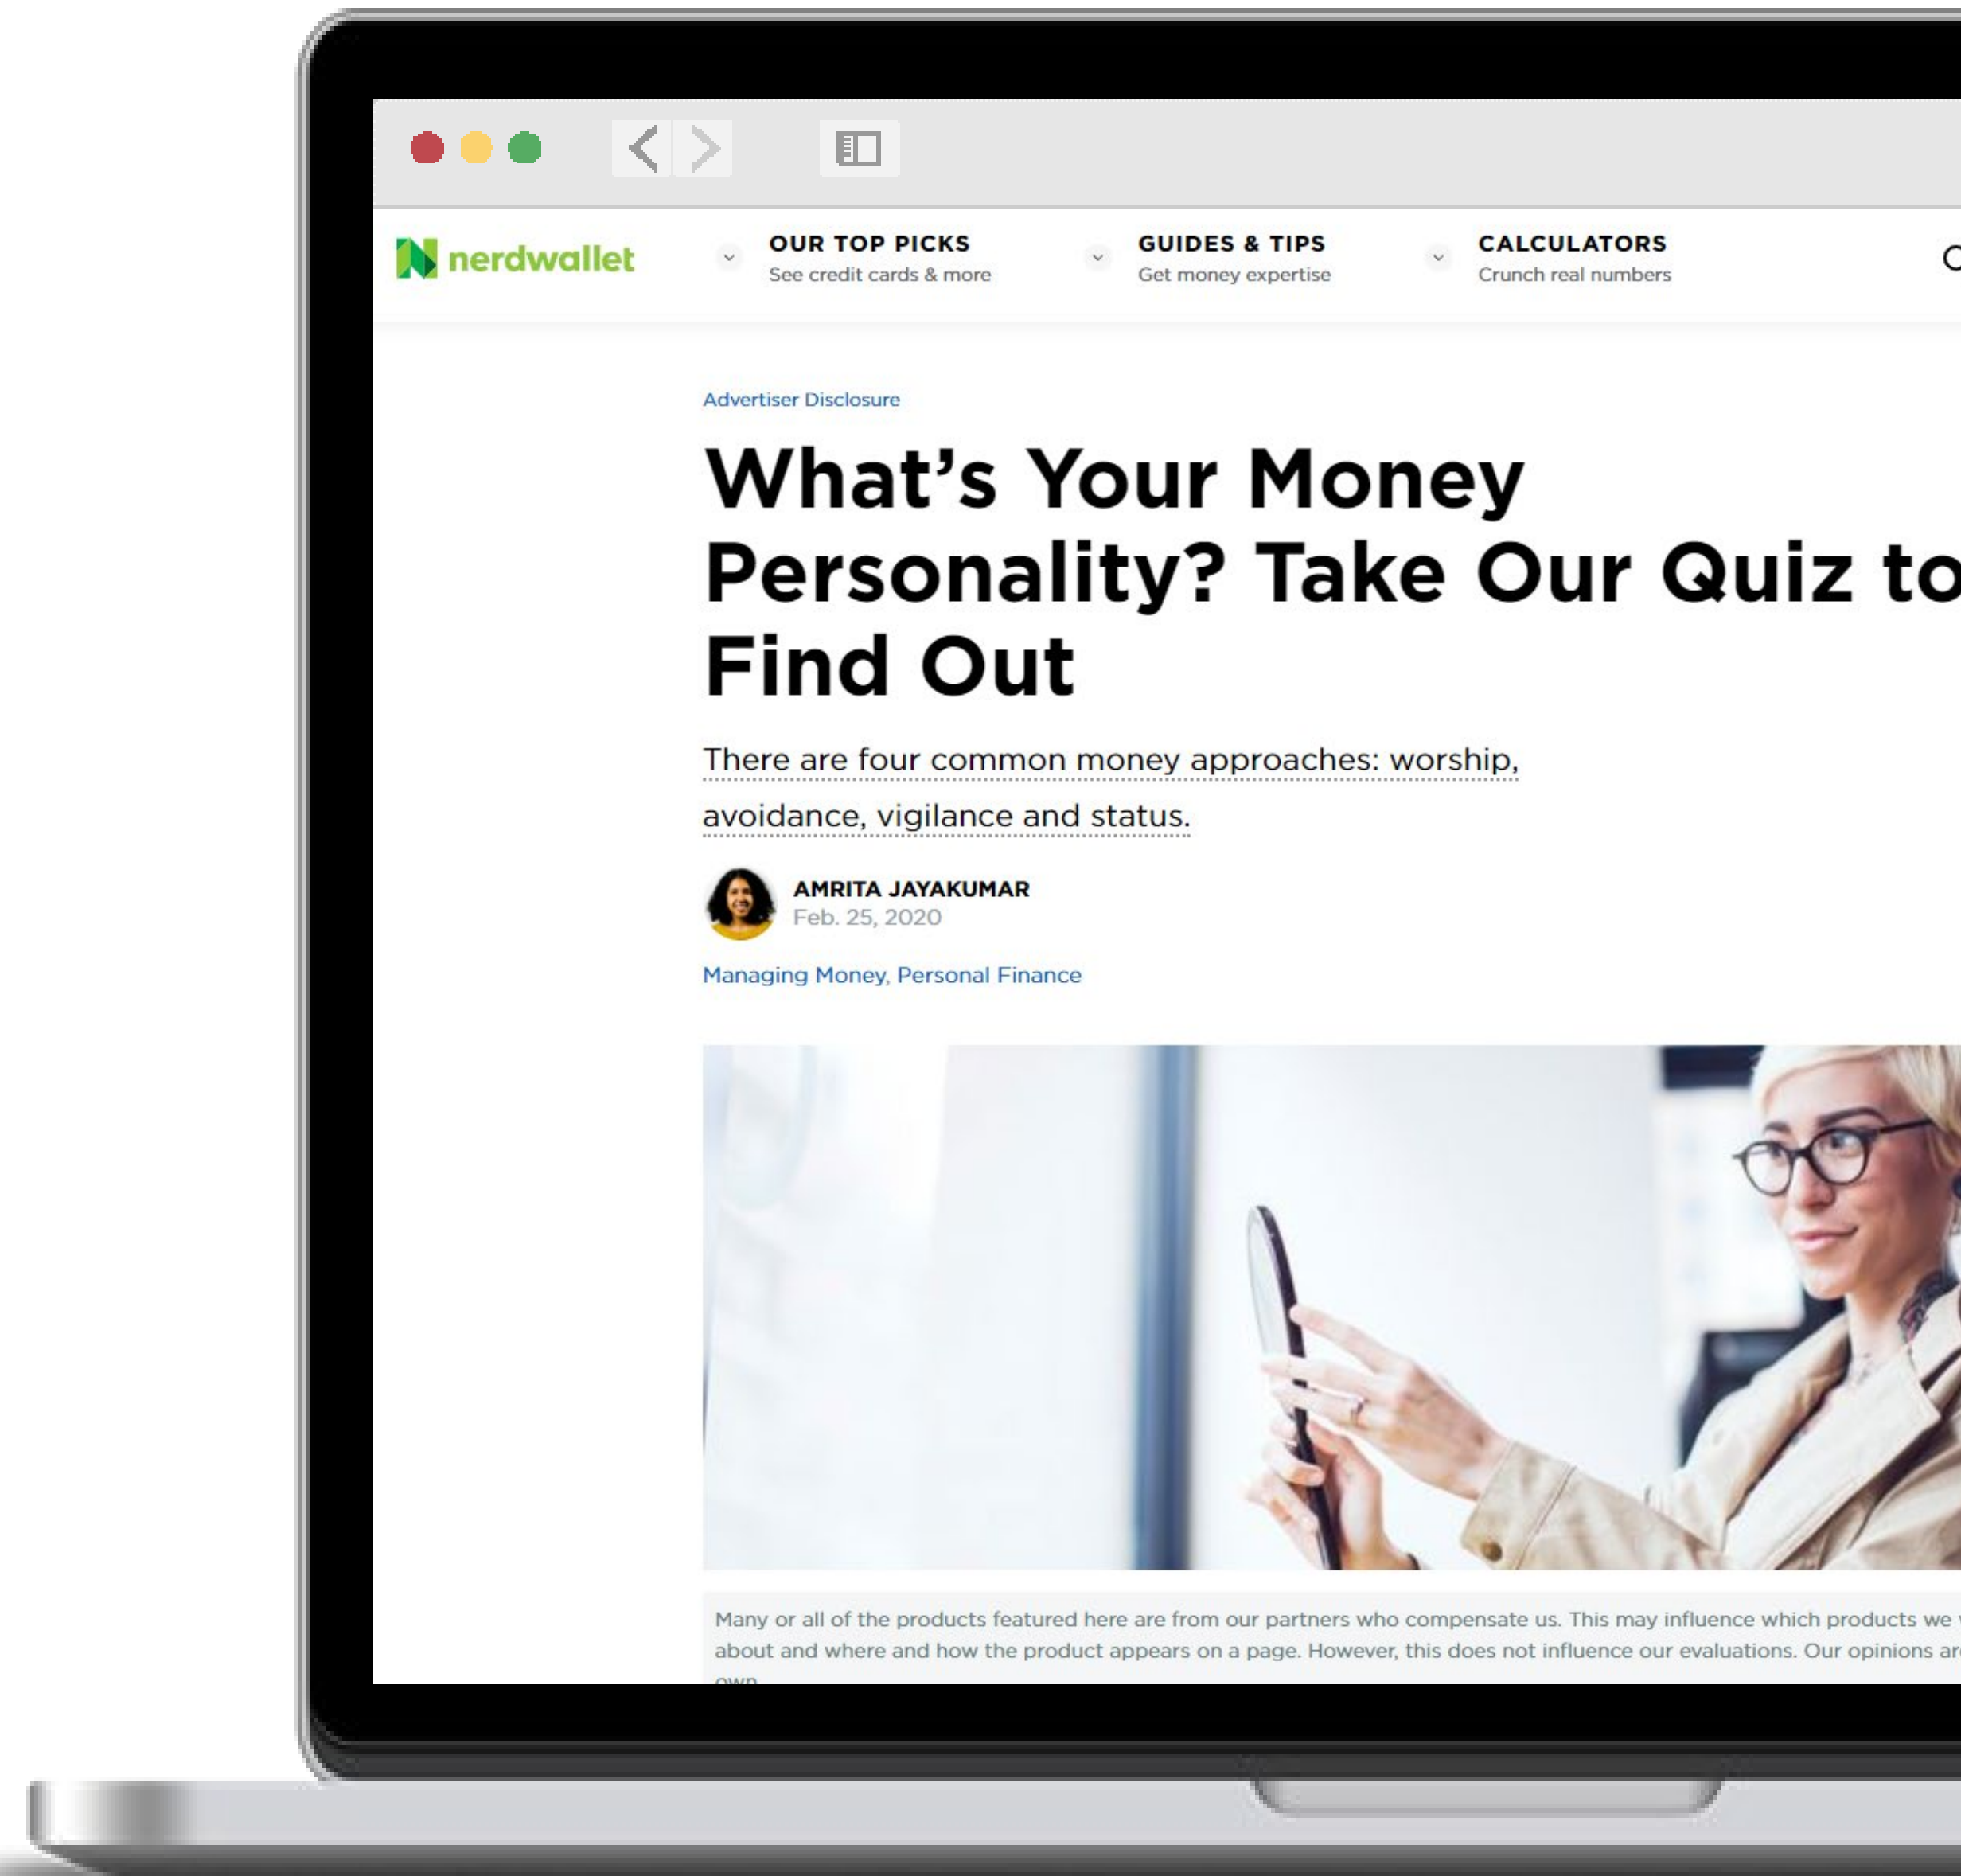 nerdwallet
OUR TOP PICKS
See credit cards & more
GUIDES & TIPS
Get money expertise
CALCULATORS
Crunch real numbers
Advertiser Disclosure
What's Your Money
Personality? Take Our Quiz to
Find Out
There are four common money approaches: worship,
avoidance, vigilance and status.
AMRITA JAYAKUMAR
Feb. 25, 2020
Managing Money, Personal Finance
Many or all of the products featured here are from our partners who compensate us. This may influence which products we
about and where and how the product appears on a page. However, this does not influence our evaluations. Our opinions
own